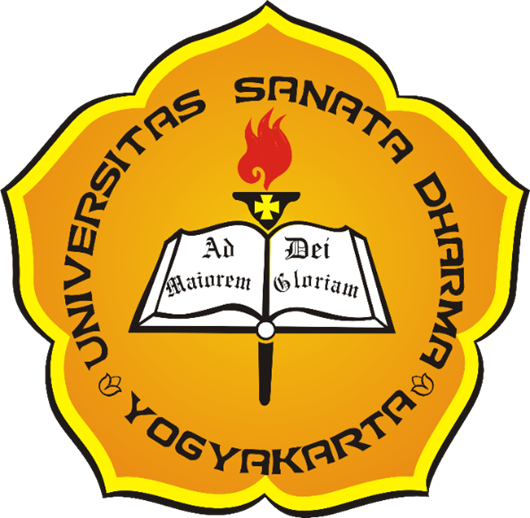 UNIVERSITAS SANATA DHARMA
Ad Dei
Maiorem Gloriam
YOGYAKARTA